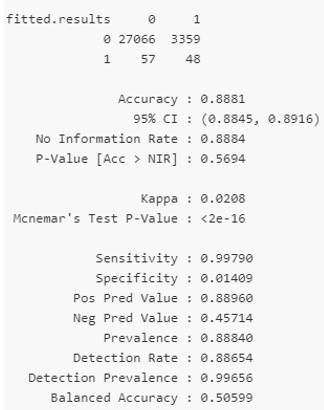 fitted.results 0 1
0 27066 3359
1 57 48
Accuracy : 0.8881
95% CI : (0.8845, 0.8916)
No Information Rate : 0.8884
P-Value [Acc > NIR] : 0.5694
Kappa : 0.0208
Mcnemar's Test P-Value : <2e-16
Sensitivity : 0.99790
Specificity : 0.01409
Pos Pred Value : 0.88960
Neg Pred Value : 0.45714
Prevalence : 0.88840
Detection Rate : 0.88654
Detection Prevalence : 0.99656
Balanced Accuracy : 0.50599